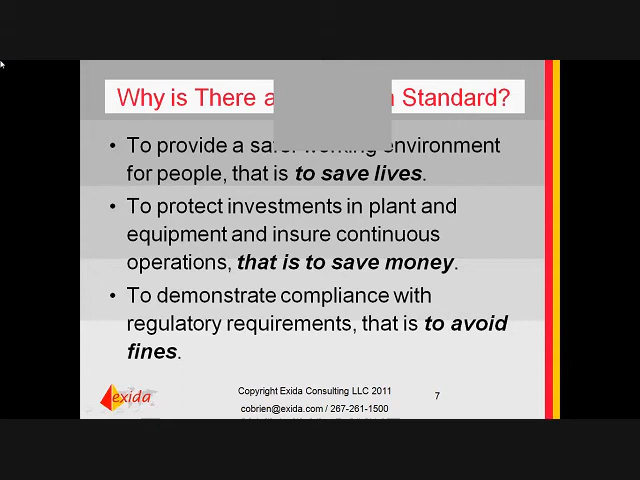 Why is There a Standard?
• To provide a environment
for people, that is to save lives.
• To protect investments in plant and
equipment and insure continuous
operations, that is to save money.
• To demonstrate compliance with
regulatory requirements, that is to avoid
fines.
exida
Copyright Exida Consulting LLC 2011
7
cobrien@exida.com / 267-261-1500